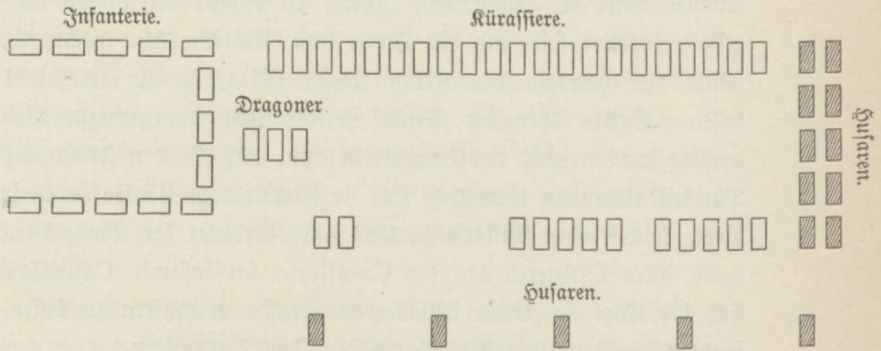 Infanterie.
Kürassiere.
Dragoner
Husaren.
Husaren.